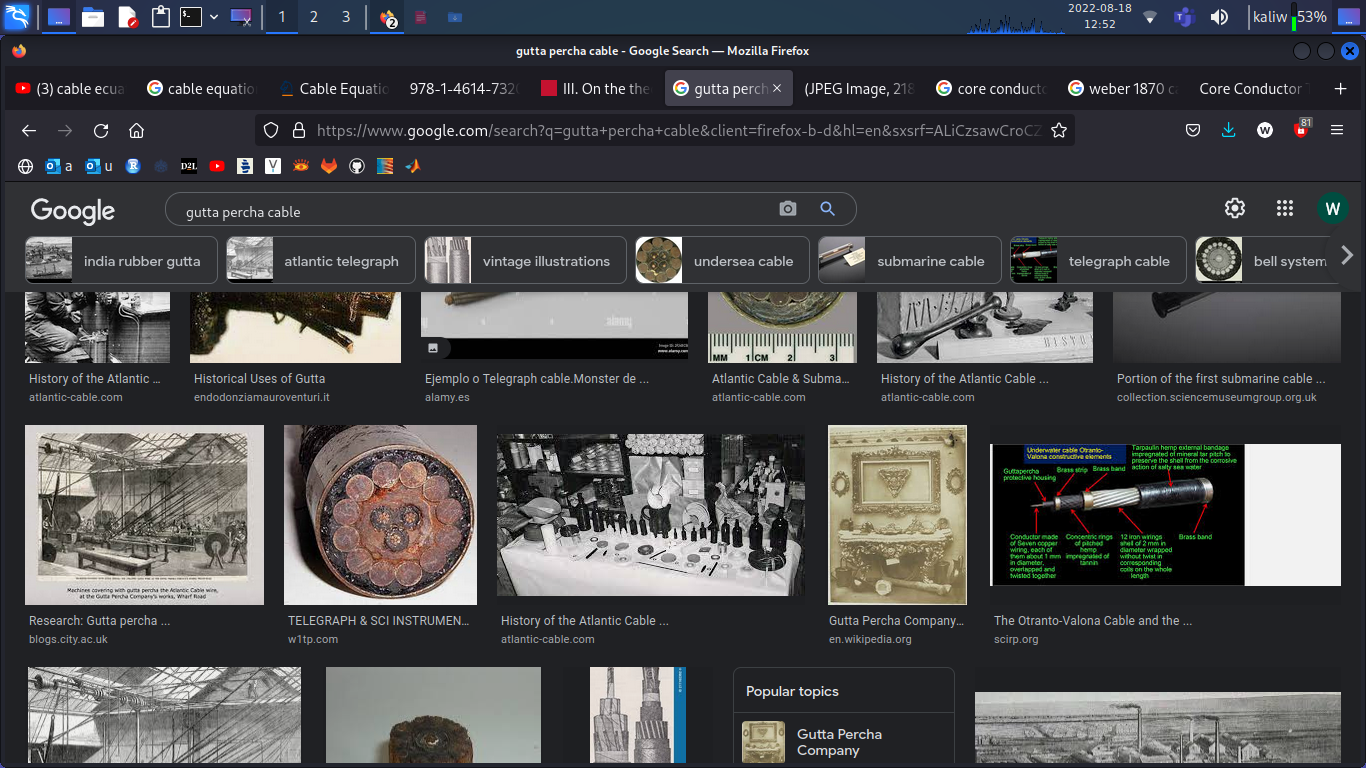 1 2 3
2
2022-08-18
12:52
kaliw
53%
gutta percha cable - Google Search — Mozilla Firefox
(3) cable equa
cable equatio
Cable Equatio
978-1-4614-732
III. On the the
gutta perch
(JPEG Image, 218
core conducto
weber 1870 c
Core Conductor T
https://www.google.com/search?q=gutta+percha+cable&client=firefox-b-d&hl=en&sxsrf=ALiCzsawCroCZ
W
81
a
u
R
D2L
Google
gutta percha cable
W
india rubber gutta
atlantic telegraph
vintage illustrations
undersea cable
submarine cable
telegraph cable
bell system
alamy
www.alamy.com
MM 1 CM 2 3
History of the Atlantic ...
atlantic-cable.com
Historical Uses of Gutta
endodonziamauroventuri.it
Ejemplo o Telegraph cable.Monster de ...
alamy.es
Atlantic Cable & Subma...
atlantic-cable.com
History of the Atlantic Cable ...
atlantic-cable.com
Portion of the first submarine cable ...
collection.sciencemuseumgroup.org.uk
Machines covering with gutta percha the Atlantic Cable wire,
at the Gutta Percha Company's works, Wharf Road
Underwater cable Otranto-
Valona constructive elements
Tarpaulin hemp external bandage
impregnated of mineral tar pitch to
preserve the shell from the corrosive
action of salty sea water
Guttapercha
protective housing
Brass strip
Brass band
Conductor made
of Seven copper
wiring, each of
them about 1 mm
in diameter,
overlapped and
twisted together
Concentric rings
of pitched
hemp
impregnated of
tannin
12 iron wirings
shell of 2 mm in
diameter wrapped
without twist in
corresponding
coils on the whole
length
Brass band
Research: Gutta percha ...
blogs.city.ac.uk
TELEGRAPH & SCI INSTRUMEN...
w1tp.com
History of the Atlantic Cable ...
atlantic-cable.com
Gutta Percha Company...
en.wikipedia.org
The Otranto-Valona Cable and the ...
scirp.org
Popular topics
Gutta Percha
Company